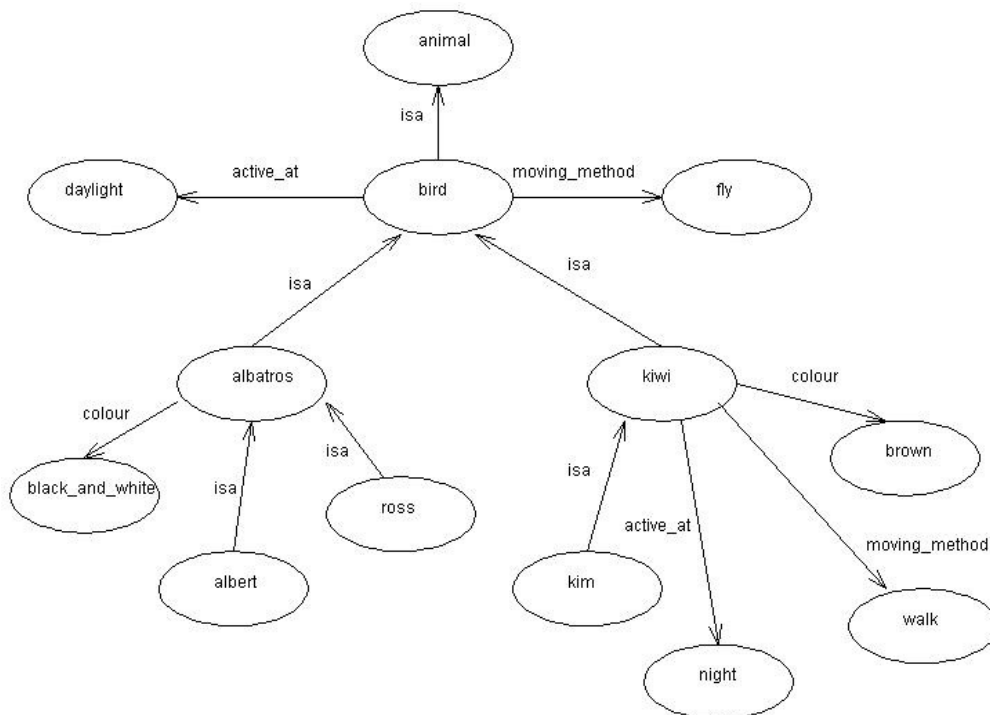 animal
isa
daylight
active_at
bird
moving_method
fly
isa
isa
albatros
kiwi
colour
colour
black_and_white
isa
isa
ross
albert
isa
kim
active_at
brown
moving_method
walk
night